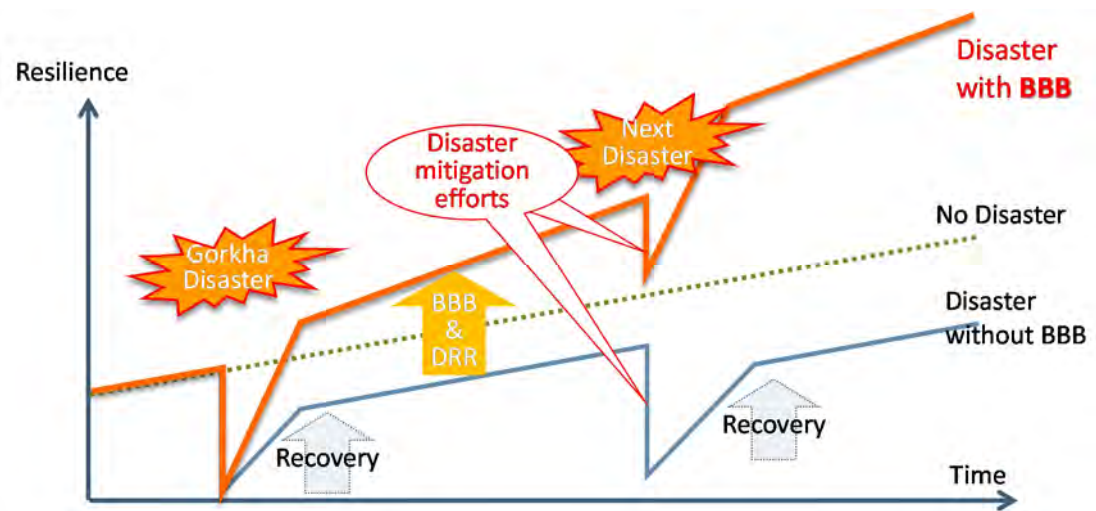 Resilience
Disaster
with BBB
Next
Disaster
Disaster
mitigation
efforts
No Disaster
Gorkha
Disaster
BBB
&
DRR
Disaster
without BBB
Recovery
Recovery
Time